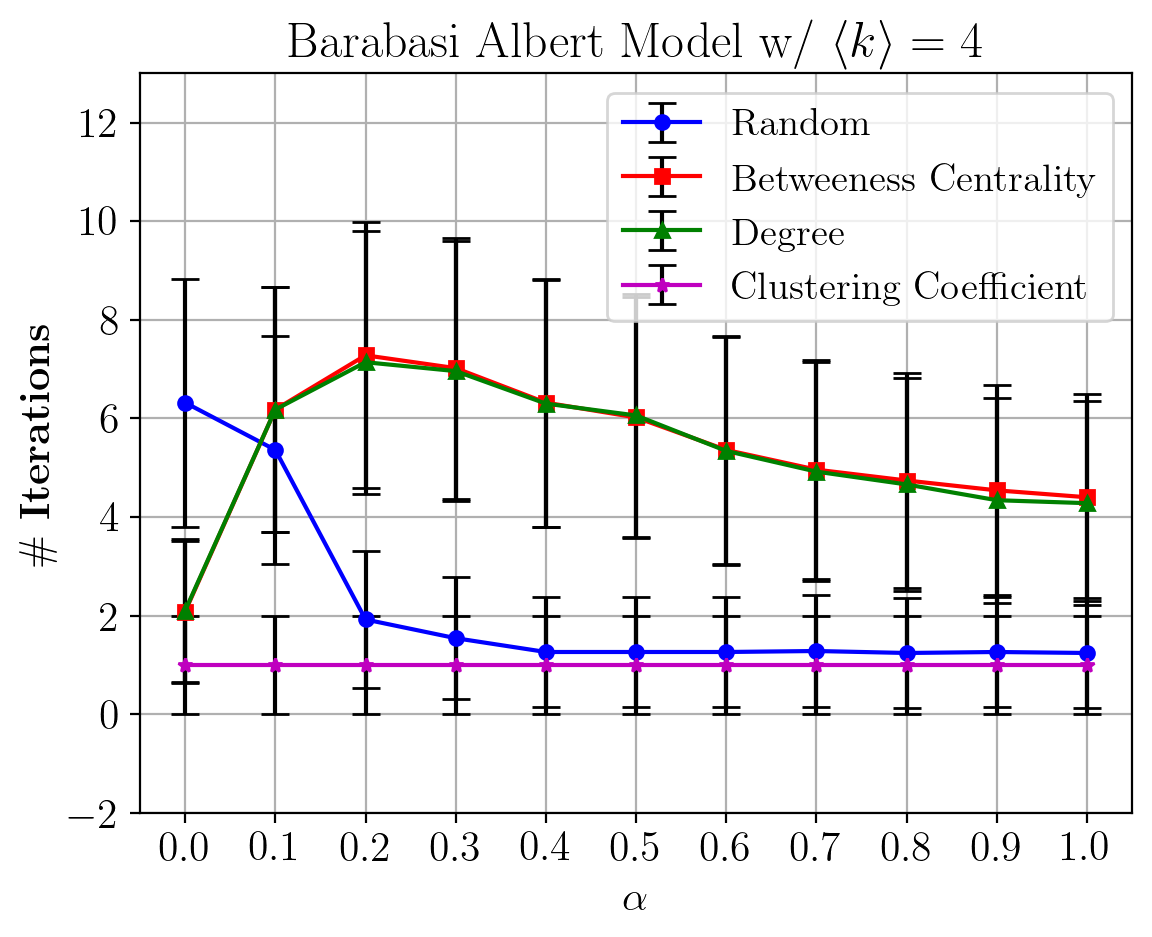 Barabasi Albert Model w/ ⟨k⟩ = 4
Random
Betweeness Centrality
Degree
Clustering Coefficient
# Iterations
12
10
8
6
4
2
0
−2
0.0 0.1 0.2 0.3 0.4 0.5 0.6 0.7 0.8 0.9 1.0
α